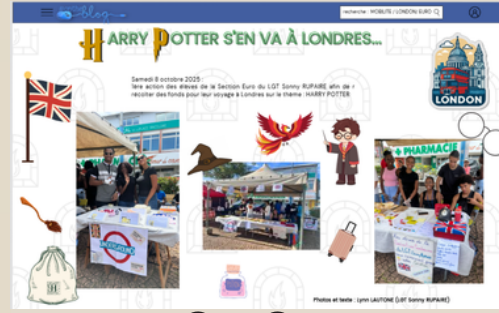 blog
recherche : MOBILITE / LONDON/ EURO
HARRY POTTER S'EN VA À LONDRES...
Samedi 8 octobre 2025 :
1ère action des élèves de la Section Euro du LGT Sonny RUPAIRE afin de r
récolter des fonds pour leur voyage à Londres sur le thème : HARRY POTTER
LONDON
+ PHARMACIE
H
Photos et texte : Lynn LAUTONE (LGT Sonny RUPAIRE)